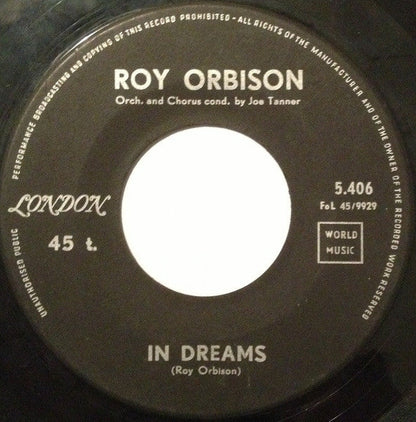 UNAUTHORISED PUBLIC PERFORMANCE BROADCASTING AND COPYING OF THIS RECORD PROHIBITED - ALL RIGHTS OF THE MANUFACTURER AND OF THE OWNER OF THE RECORDED WORK RESERVED
ROY ORBISON
Orch. and Chorus cond. by Joe Tanner
LONDON
45 t.
5.406
FoL 45/9929
WORLD
MUSIC
IN DREAMS
(Roy Orbison)